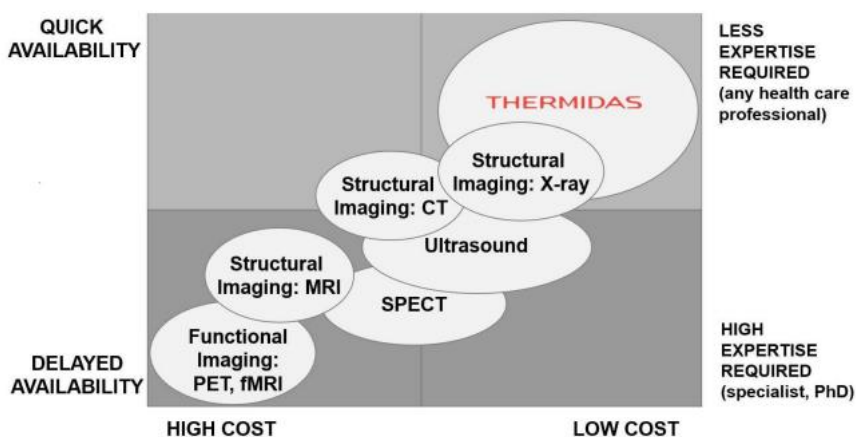 QUICK
AVAILABILITY
LESS
EXPERTISE
REQUIRED
(any health care
professional)
THERMIDAS
Structural
Imaging: X-ray
Structural
Imaging: CT
Ultrasound
Structural
Imaging: MRI
SPECT
Functional
Imaging:
PET, fMRI
DELAYED
AVAILABILITY
HIGH
EXPERTISE
REQUIRED
(specialist, PhD)
HIGH COST
LOW COST